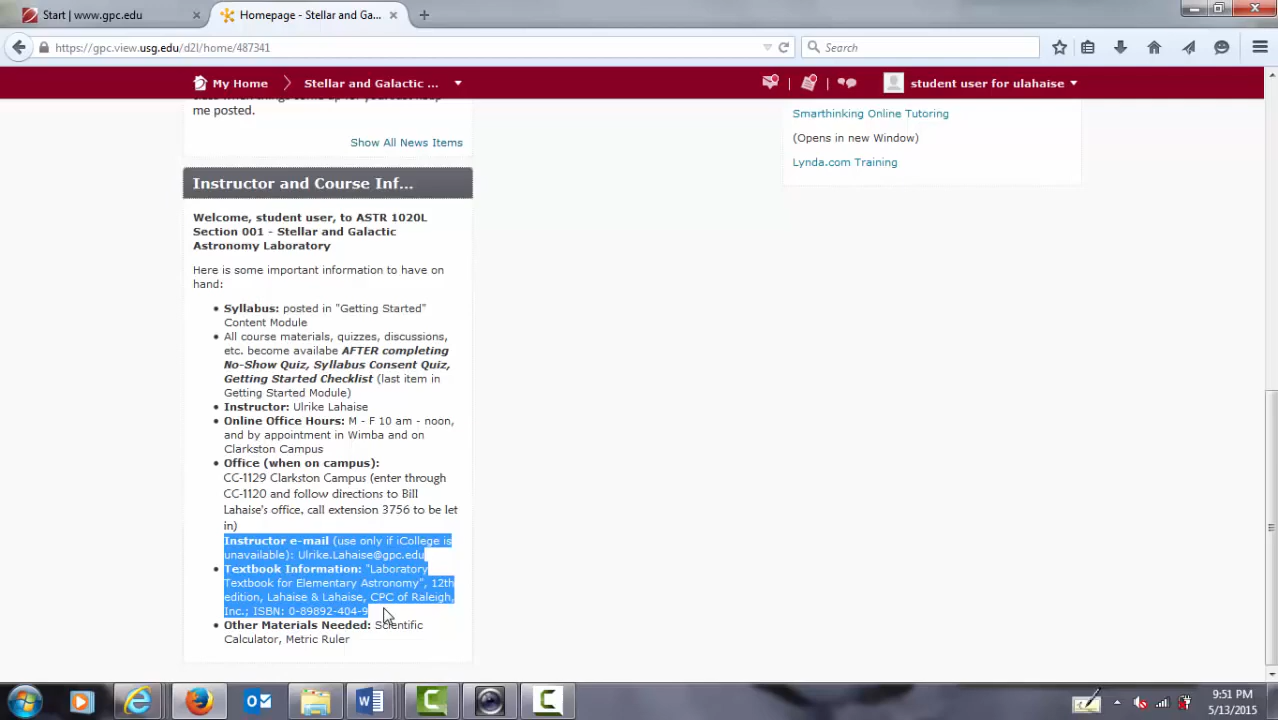 Start | www.gpc.edu
Homepage - Stellar and Ga...
https://gpc.view.usg.edu/d2l/home/487341
Search
My Home
Stellar and Galactic ...
student user for ulahaise
me posted.
Show All News Items
Smarthinking Online Tutoring
(Opens in new Window)
Lynda.com Training
Instructor and Course Inf...
Welcome, student user, to ASTR 1020L
Section 001 - Stellar and Galactic
Astronomy Laboratory
Here is some important information to have on
hand:
Syllabus: posted in "Getting Started"
Content Module
All course materials, quizzes, discussions,
etc. become availabe AFTER completing
No-Show Quiz, Syllabus Consent Quiz,
Getting Started Checklist (last item in
Getting Started Module)
Instructor: Ulrike Lahaise
Online Office Hours: M - F 10 am - noon,
and by appointment in Wimba and on
Clarkston Campus
Office (when on campus):
CC-1129 Clarkston Campus (enter through
CC-1120 and follow directions to Bill
Lahaise's office, call extension 3756 to be let
in)
Instructor e-mail (use only if iCollege is
unavailable): Ulrike.Lahaise@gpc.edu
Textbook Information: "Laboratory
Textbook for Elementary Astronomy", 12th
edition, Lahaise & Lahaise, CPC of Raleigh,
Inc.; ISBN: 0-89892-404-9
Other Materials Needed: Scientific
Calculator, Metric Ruler
9:51 PM
5/13/2015